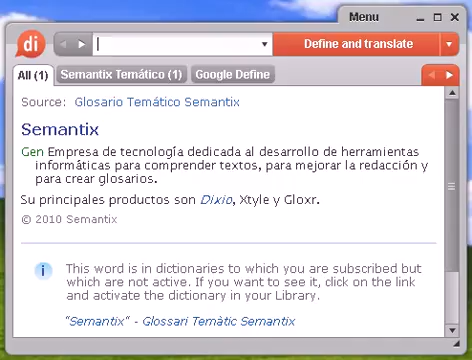 Menu
di
Define and translate
All (1)
Semantix Temático (1)
Google Define
Source: Glosario Temático Semantix
Semantix
Gen Empresa de tecnología dedicada al desarrollo de herramientas
informáticas para comprender textos, para mejorar la redacción y
para crear glosarios.
Su principales productos son Dixio, Xtyle y Gloxr.
© 2010 Semantix
i
This word is in dictionaries to which you are subscribed but
which are not active. If you want to see it, click on the link
and activate the dictionary in your Library.
"Semantix" - Glossari Temàtic Semantix